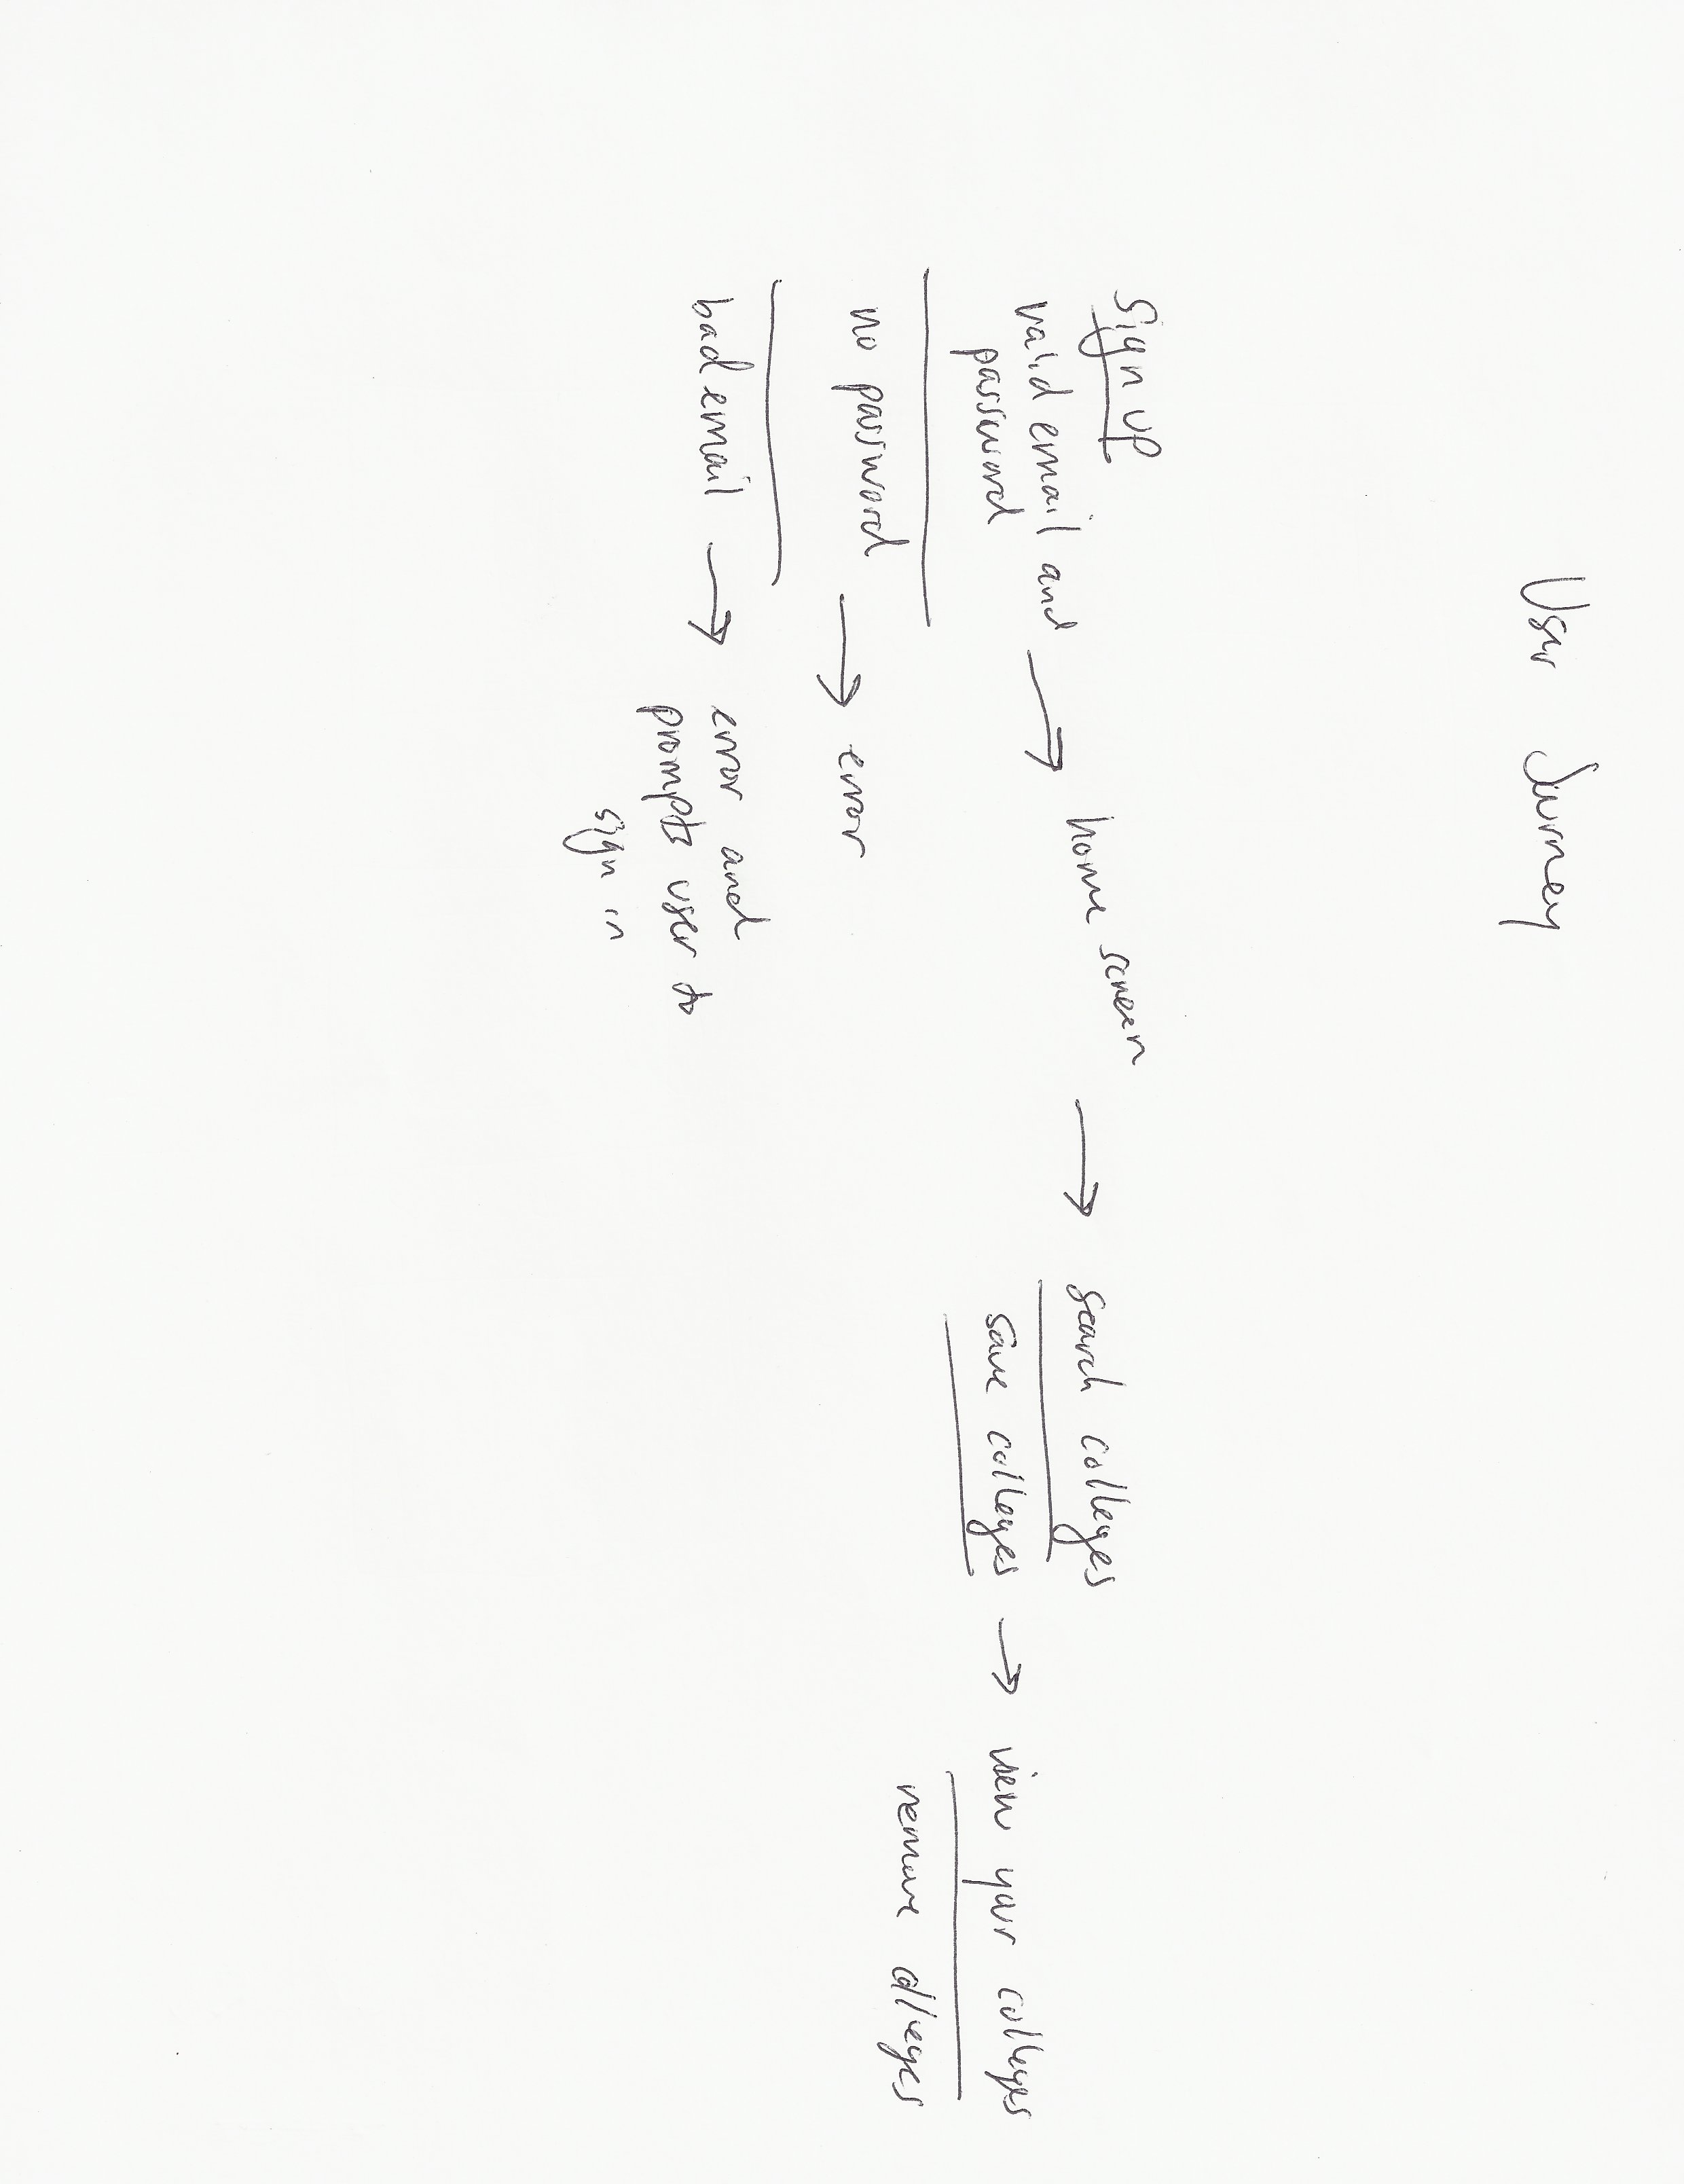 User Journey
Sign up
valid email and → home screen → search colleges
password
save colleges → view your colleges
no password → error
remove colleges
bad email → error and
prompts user to
sign in